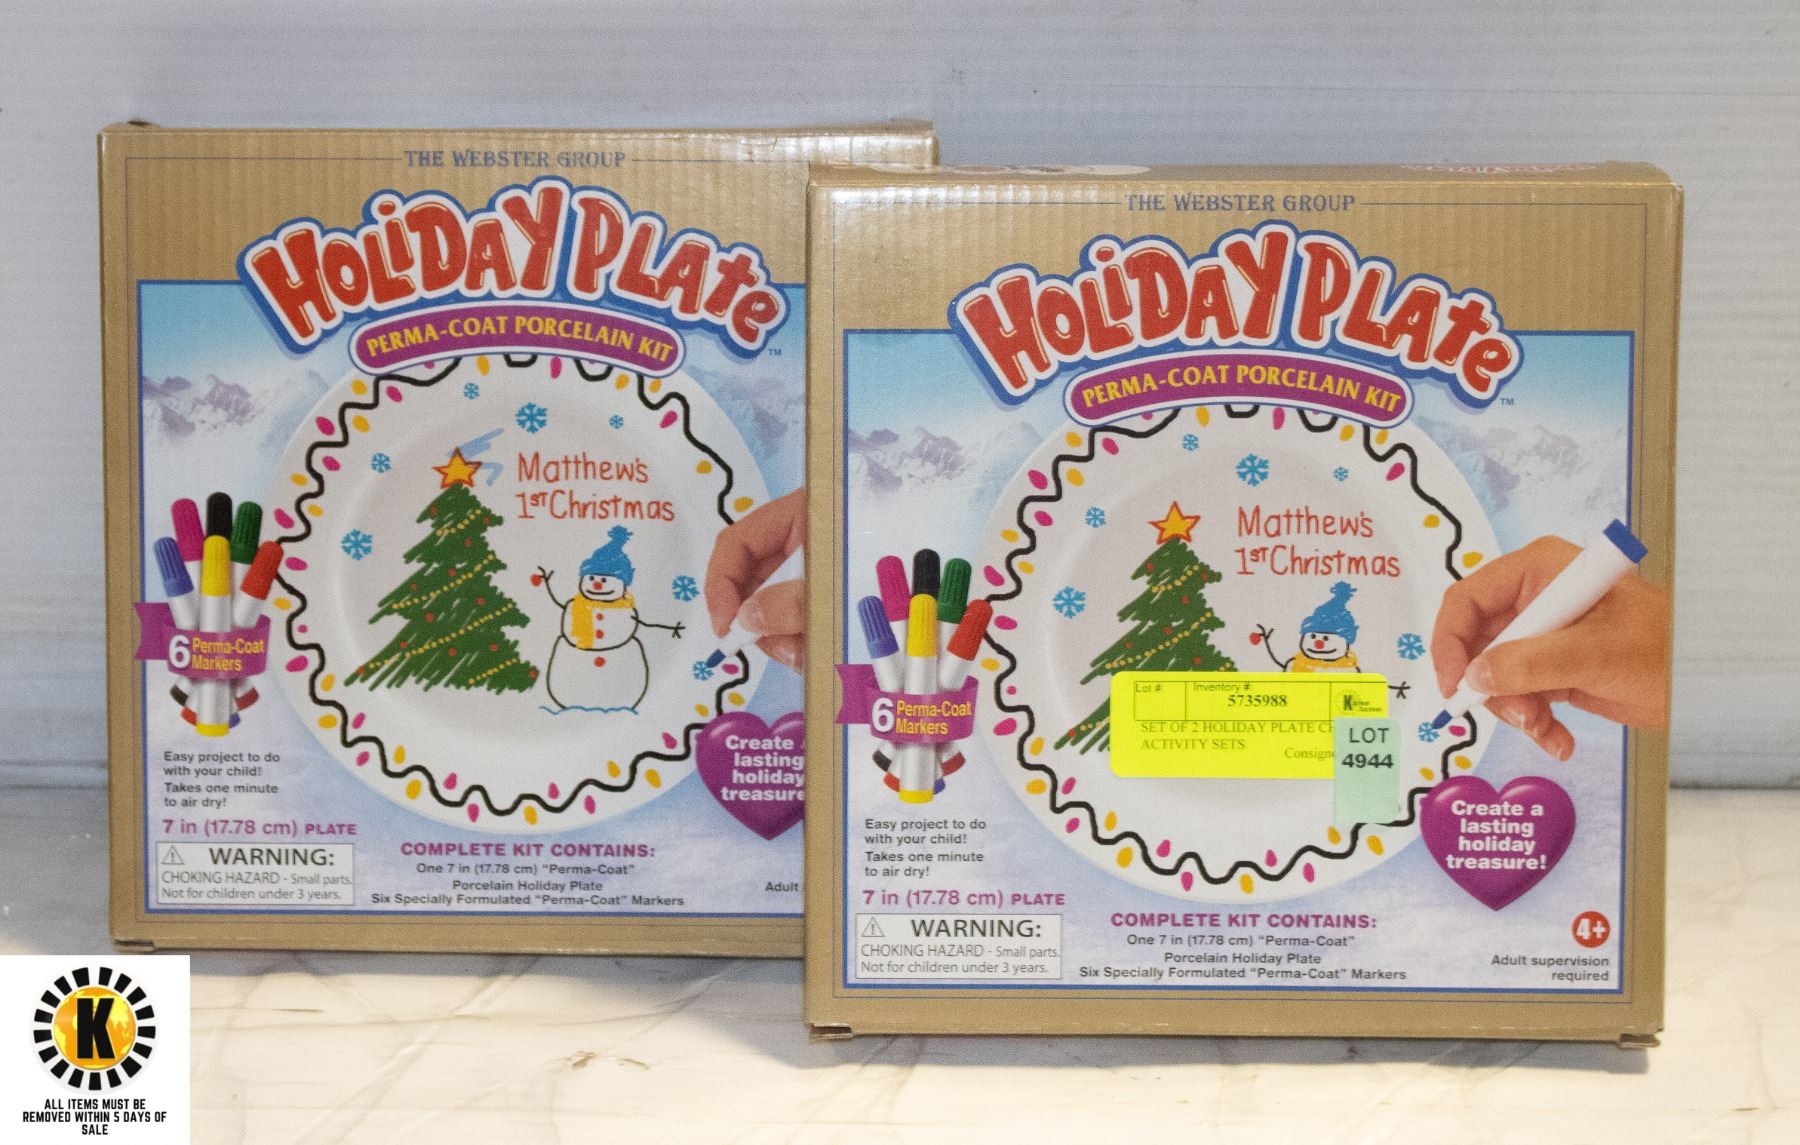 THE WEBSTER GROUP
HOLiDAY PLAte
TM
PERMA-COAT PORCELAIN KIT
Matthew's
1ST Christmas
6 Perma-Coat
Markers
Easy project to do
with your child!
Takes one minute
to air dry!
7 in (17.78 cm) PLATE
WARNING:
CHOKING HAZARD - Small parts.
Not for children under 3 years.
COMPLETE KIT CONTAINS:
One 7 in (17.78 cm) "Perma-Coat"
Porcelain Holiday Plate
Six Specially Formulated "Perma-Coat" Markers
Create
lasting
holiday
treasure
Adult
THE WEBSTER GROUP
HOLiDAY PLAte
TM
PERMA-COAT PORCELAIN KIT
Matthew's
1ST Christmas
6 Perma-Coat
Markers
Lot #:
Inventory #:
5735988
SET OF 2 HOLIDAY PLATE
ACTIVITY SETS
LOT
4944
Create a
lasting
holiday
treasure!
Easy project to do
with your child!
Takes one minute
to air dry!
7 in (17.78 cm) PLATE
WARNING:
CHOKING HAZARD - Small parts.
Not for children under 3 years.
COMPLETE KIT CONTAINS:
One 7 in (17.78 cm) "Perma-Coat"
Porcelain Holiday Plate
Six Specially Formulated "Perma-Coat" Markers
4+
Adult supervision
required
K
ALL ITEMS MUST BE
REMOVED WITHIN 5 DAYS OF
SALE